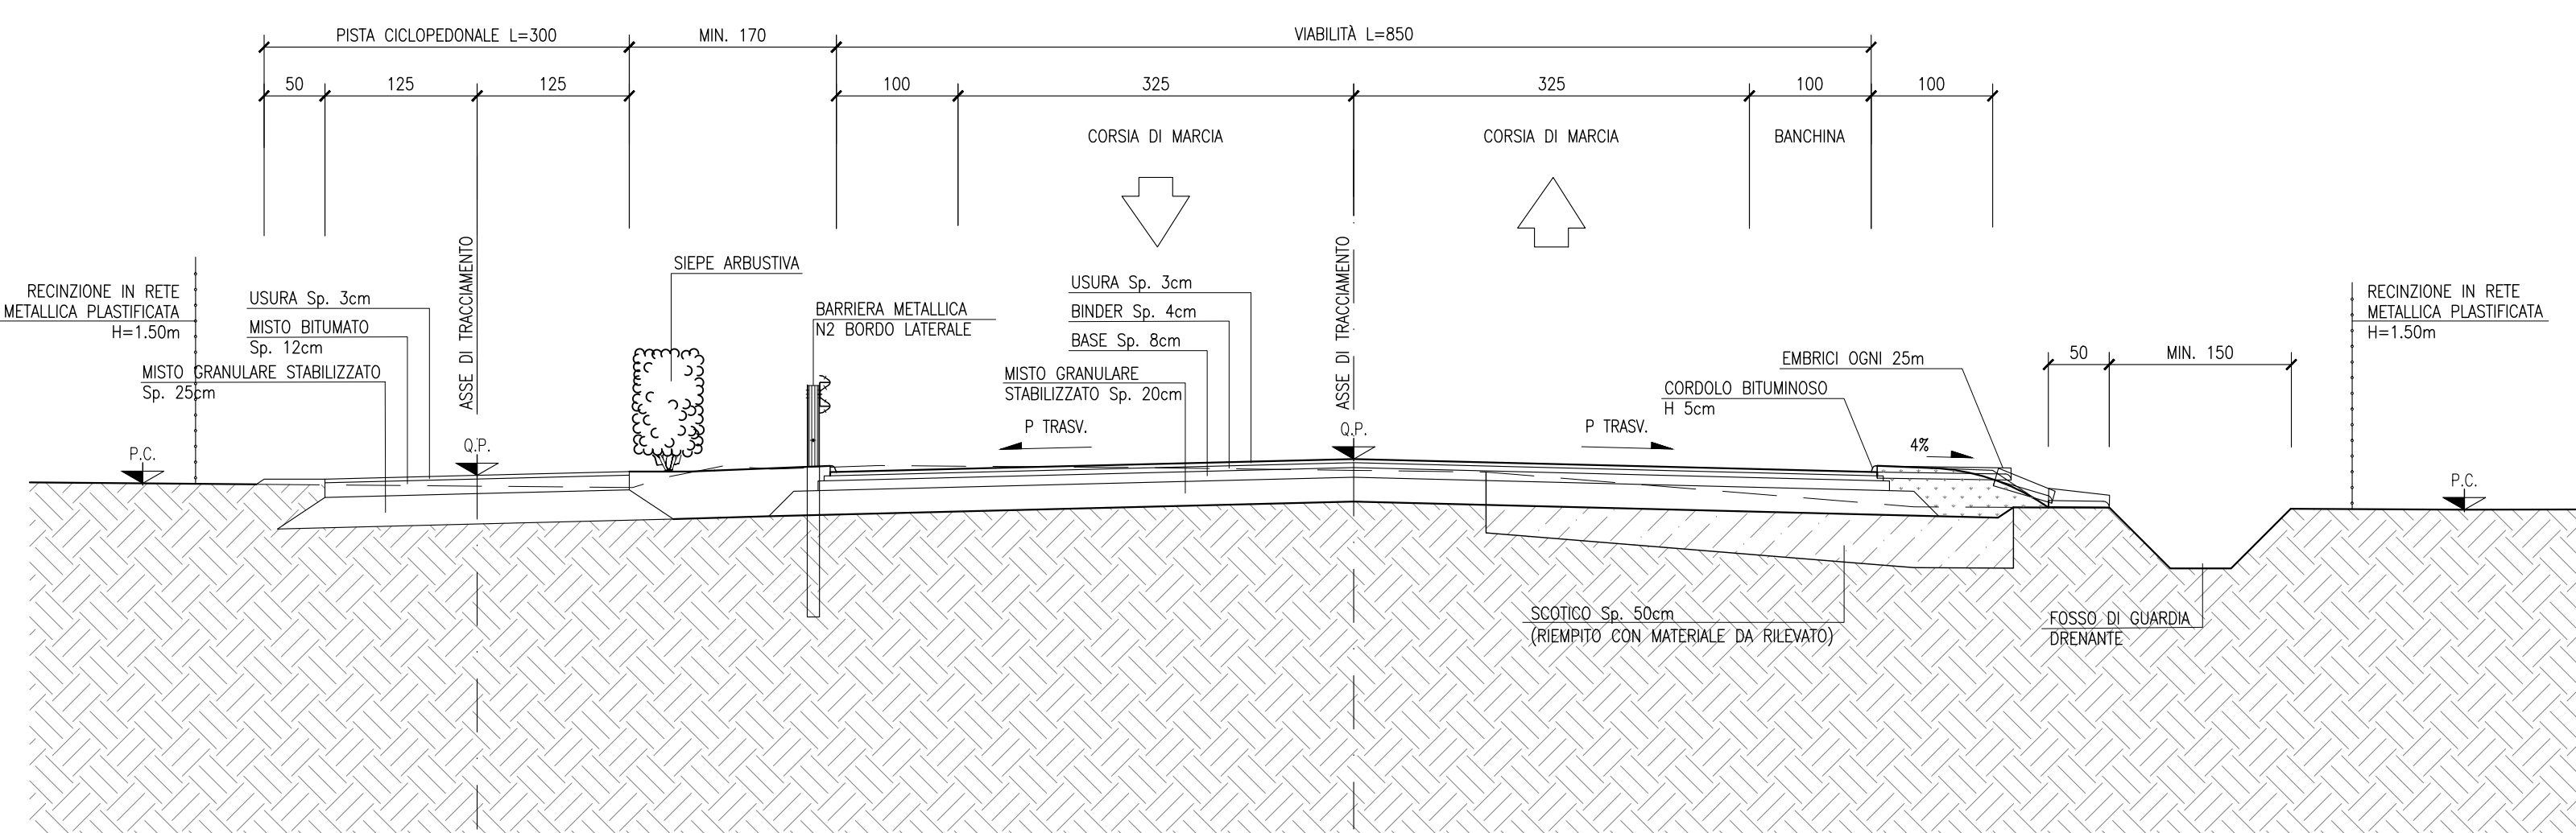 PISTA CICLOPEDONALE L=300
MIN. 170
VIABILITÀ L=850
50
125
125
100
325
325
100
100
CORSIA DI MARCIA
CORSIA DI MARCIA
BANCHINA
ASSE DI TRACCIAMENTO
ASSE DI TRACCIAMENTO
RECINZIONE IN RETE
METALLICA PLASTIFICATA
H=1.50m
USURA Sp. 3cm
MISTO BITUMATO
Sp. 12cm
MISTO GRANULARE STABILIZZATO
Sp. 25cm
SIEPE ARBUSTIVA
BARRIERA METALLICA
N2 BORDO LATERALE
USURA Sp. 3cm
BINDER Sp. 4cm
BASE Sp. 8cm
MISTO GRANULARE
STABILIZZATO Sp. 20cm
P TRASV.
P TRASV.
EMBRICI OGNI 25m
CORDOLO BITUMINOSO
H 5cm
4%
50
MIN. 150
RECINZIONE IN RETE
METALLICA PLASTIFICATA
H=1.50m
P.C.
Q.P.
Q.P.
P.C.
SCOTICO Sp. 50cm
(RIEMPITO CON MATERIALE DA RILEVATO)
FOSSO DI GUARDIA
DRENANTE